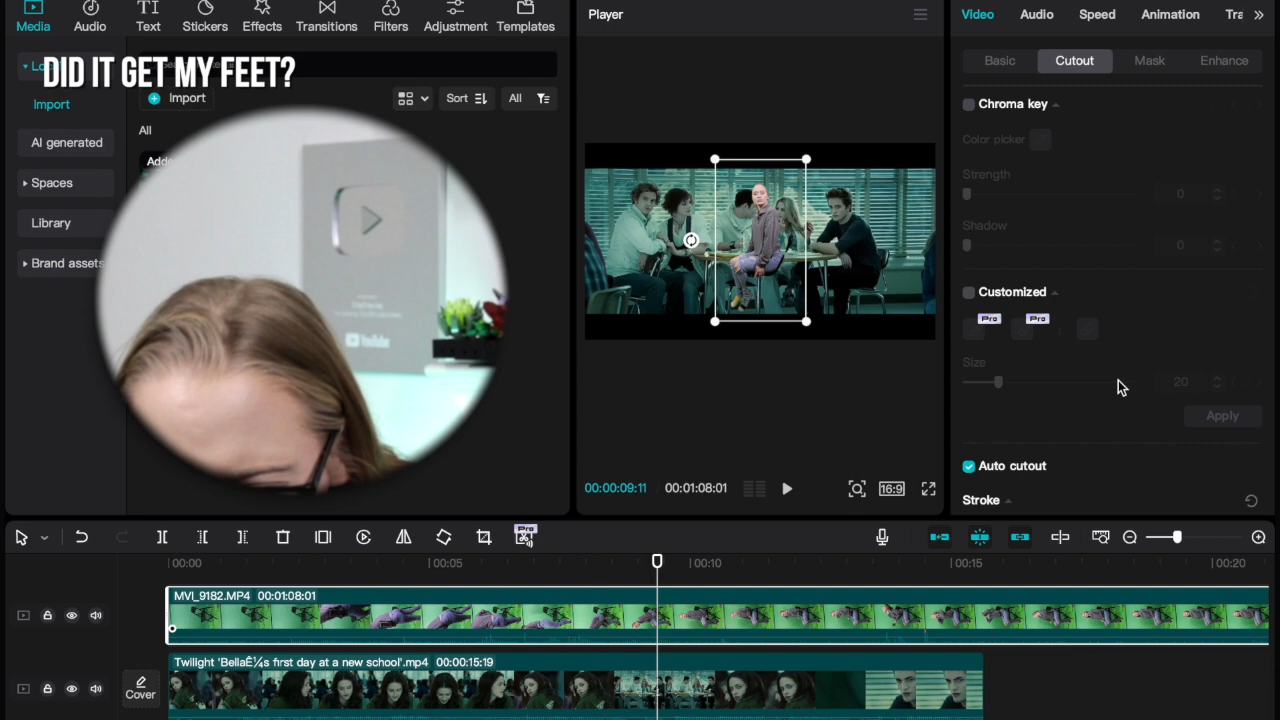 Media
Audio
Text
Stickers
Effects
Transitions
Filters
Adjustment
Templates
DID IT GET MY FEET?
Import
AI generated
Spaces
Library
Brand assets
Import
Sort
All
All
YouTube
Player
00:00:09:11
00:01:08:01
16:9
Video
Audio
Speed
Animation
Basic
Cutout
Mask
Enhance
Chroma key
Color picker
Strength
0
Shadow
0
Customized
Pro
Pro
Size
20
Apply
Auto cutout
Stroke
Pro
00:00
00:05
00:10
00:15
00:20
MVI_9182.MP4 00:01:08:01
Cover
Twilight 'BellaÊ¼s first day at a new school'.mp4 00:00:15:19